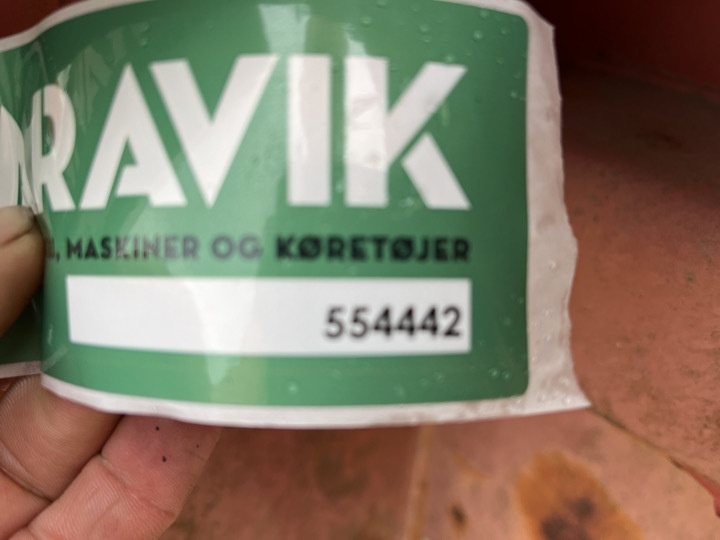 RAVIK
, MASKINER OG KØRETØJER
554442